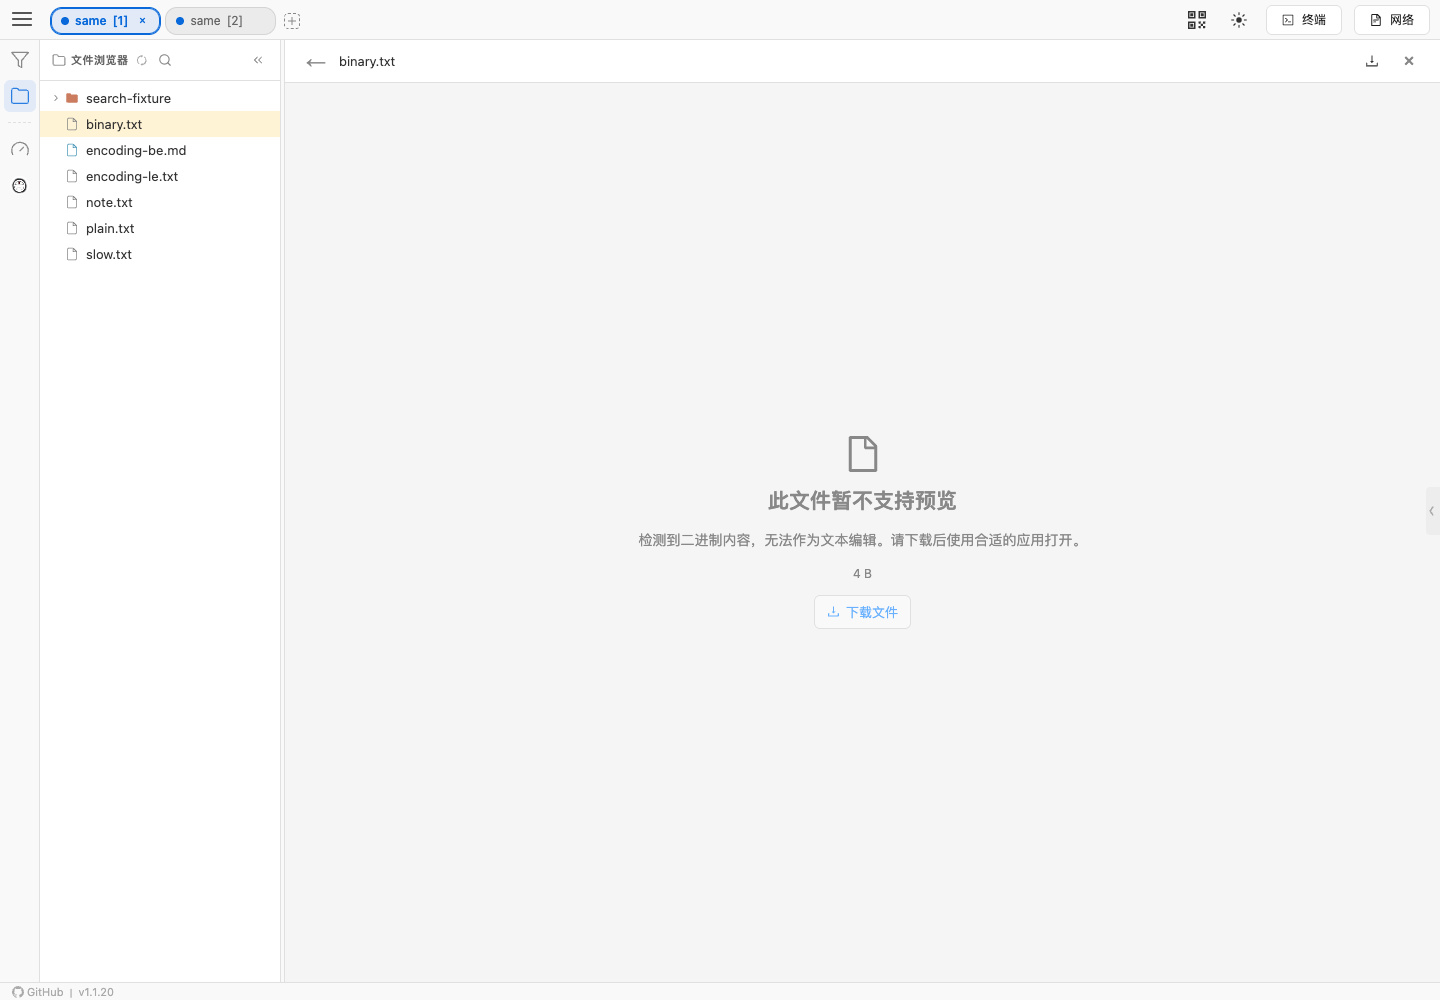 same [1] ×
same [2]
终端
网络
文件浏览器
binary.txt
search-fixture
binary.txt
encoding-be.md
encoding-le.txt
note.txt
plain.txt
slow.txt
此文件暂不支持预览
检测到二进制内容，无法作为文本编辑。请下载后使用合适的应用打开。
4 B
下载文件
GitHub | v1.1.20